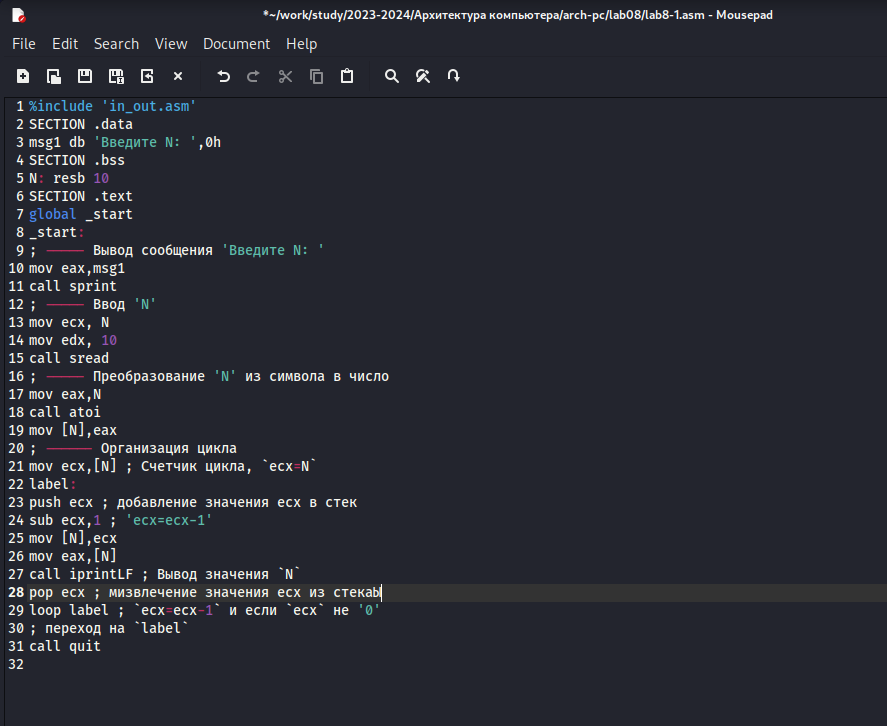 *~/work/study/2023-2024/Архитектура компьютера/arch-pc/lab08/lab8-1.asm - Mousepad
File Edit Search View Document Help
1 %include 'in_out.asm'
2 SECTION .data
3 msg1 db 'Введите N: ',0h
4 SECTION .bss
5 N: resb 10
6 SECTION .text
7 global _start
8 _start:
9 ; ----- Вывод сообщения 'Введите N: '
10 mov eax,msg1
11 call sprint
12 ; ----- Ввод 'N'
13 mov ecx, N
14 mov edx, 10
15 call sread
16 ; ----- Преобразование 'N' из символа в число
17 mov eax,N
18 call atoi
19 mov [N],eax
20 ; ------ Организация цикла
21 mov ecx,[N] ; Счетчик цикла, `ecx=N`
22 label:
23 push ecx ; добавление значения ecx в стек
24 sub ecx,1 ; 'ecx=ecx-1'
25 mov [N],ecx
26 mov eax,[N]
27 call iprintLF ; Вывод значения `N`
28 pop ecx ; мизвлечение значения ecx из стекаЫ
29 loop label ; `ecx=ecx-1` и если `ecx` не '0'
30 ; переход на `label`
31 call quit
32